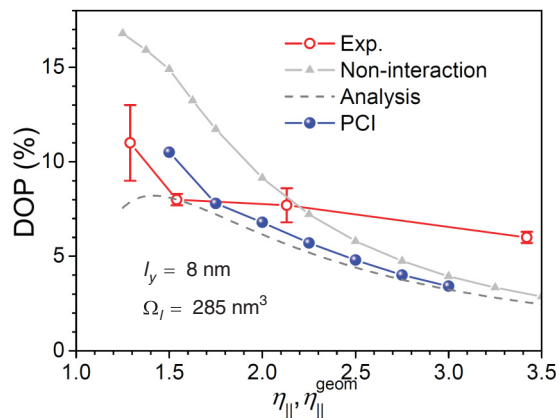 15
10
5
0
DOP (%)
Exp.
Non-interaction
Analysis
PCI
l_y = 8 nm
Ω_l = 285 nm³
1.0 1.5 2.0 2.5 3.0 3.5
η_||, η_||^geom